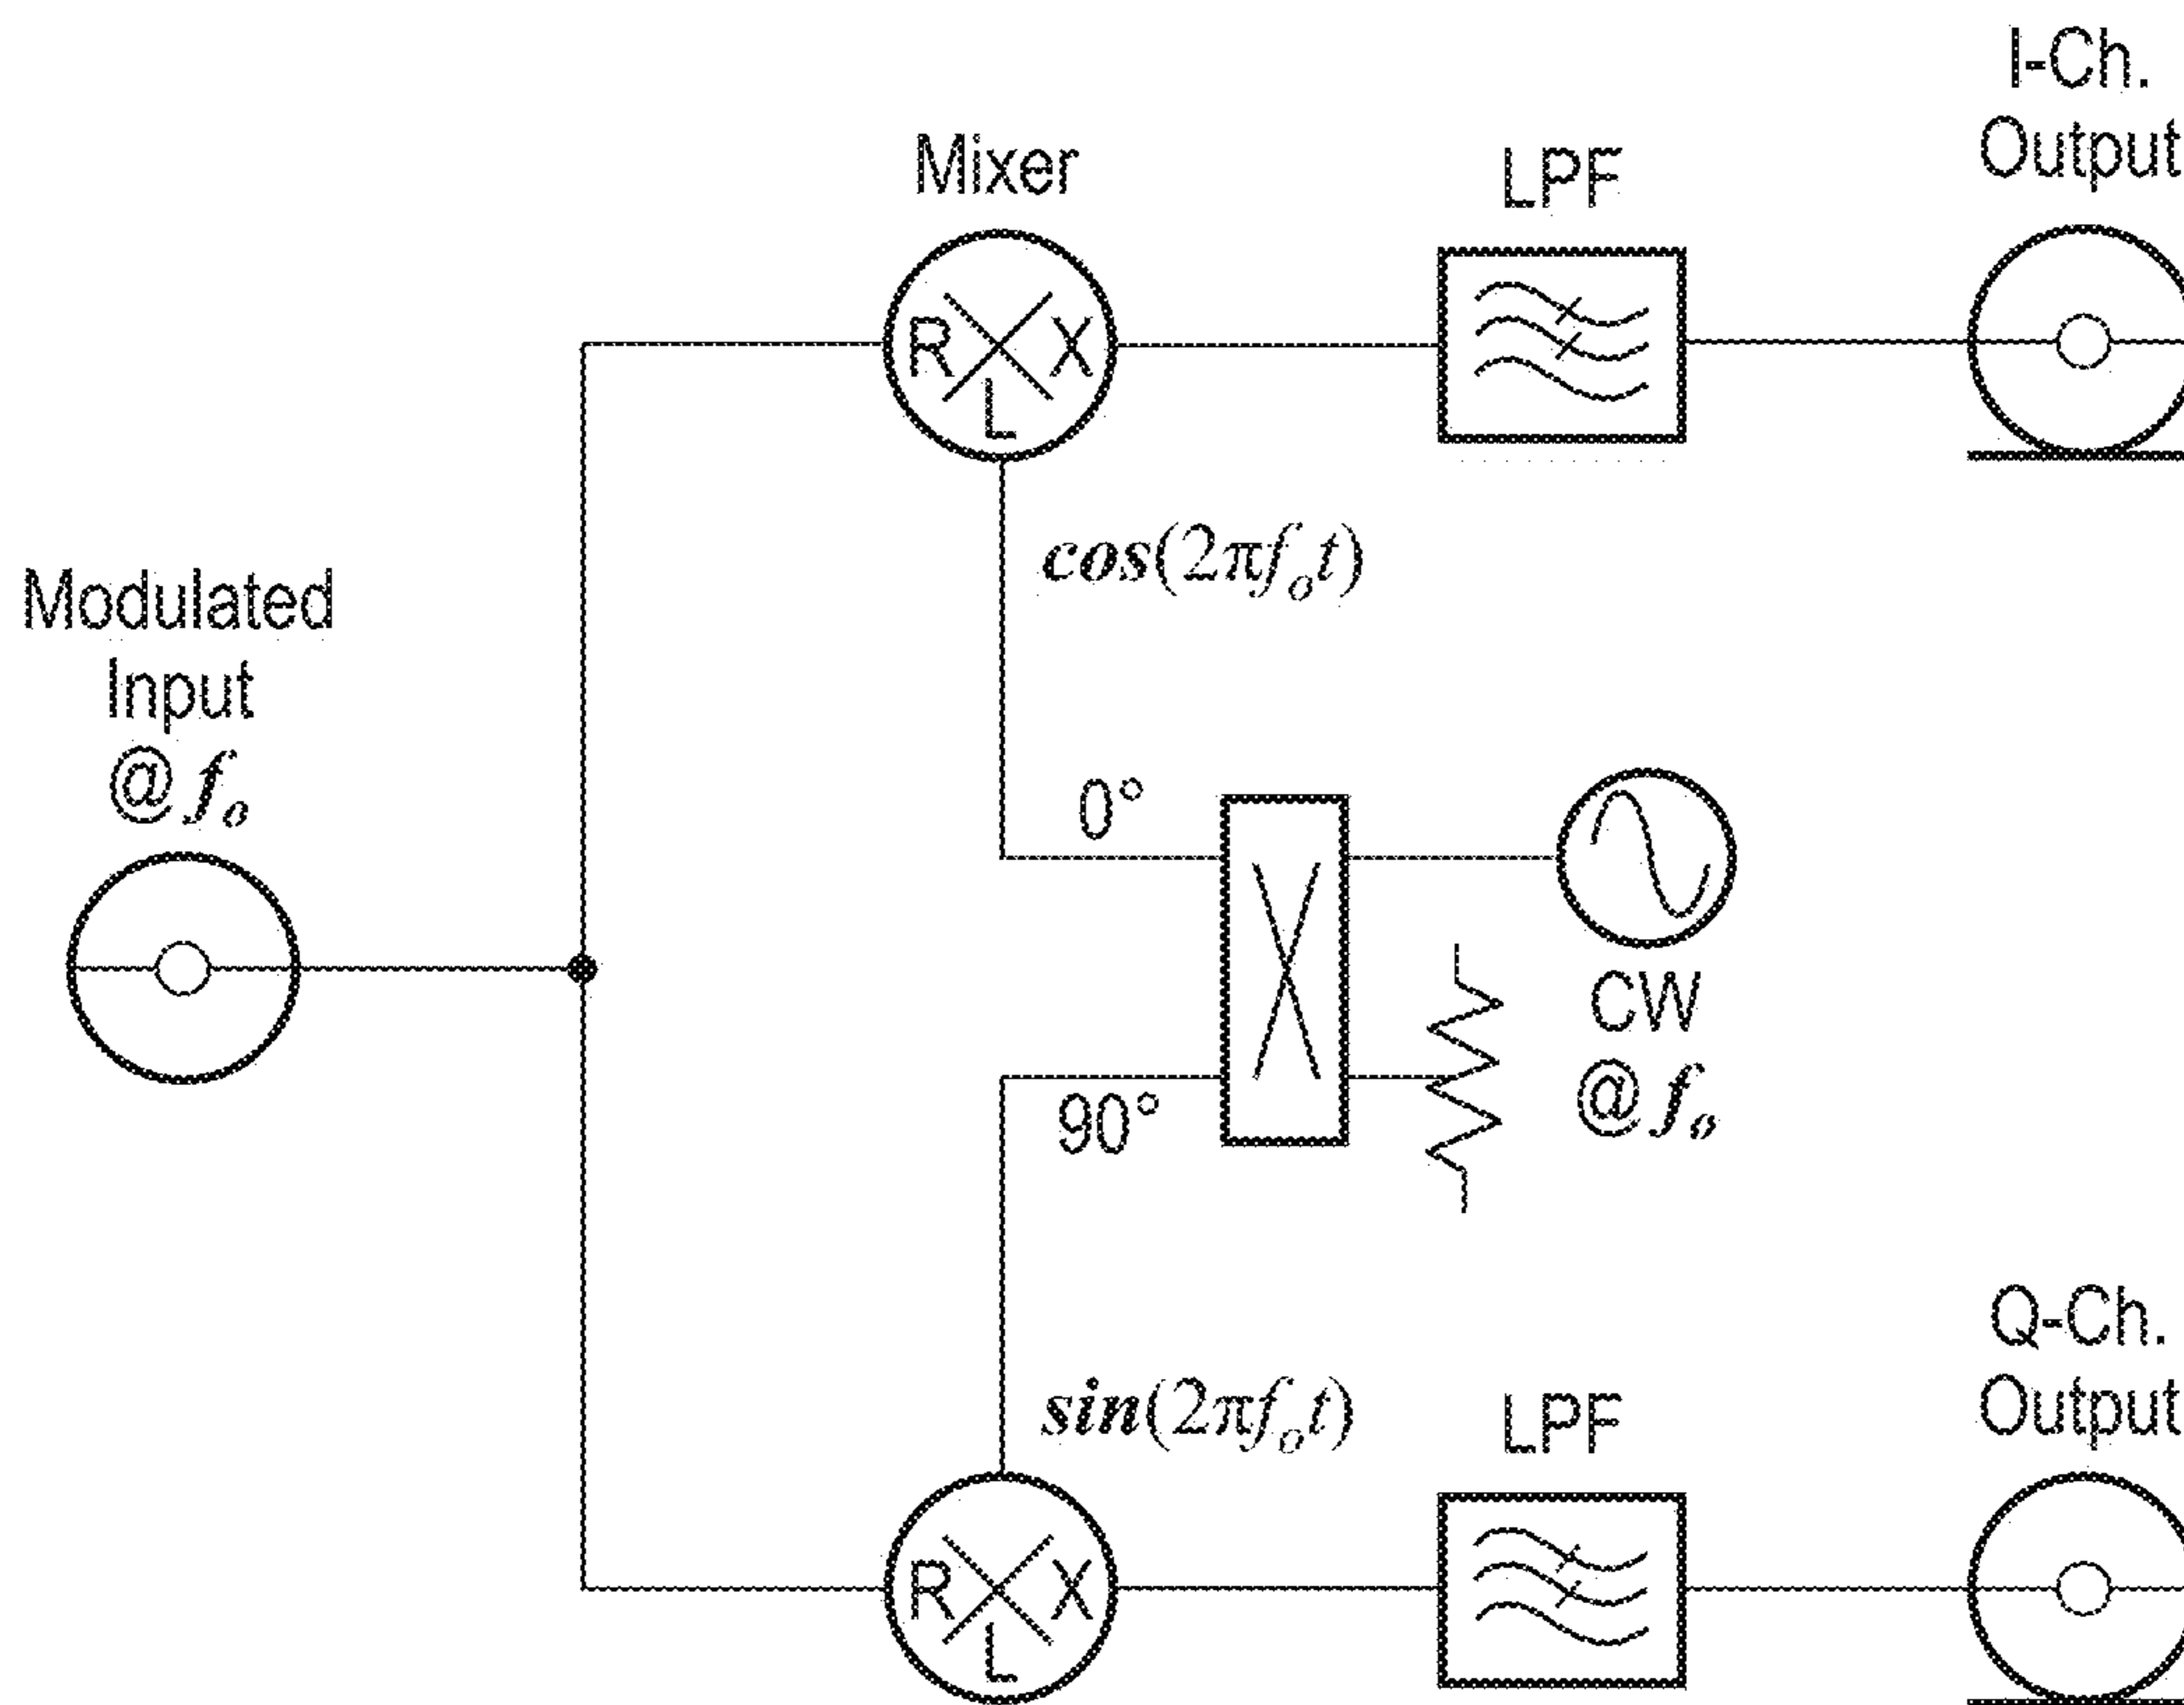 I-Ch.
Output
Mixer
LPF
R X
L
cos(2πfₒt)
Modulated
Input
@ fₒ
0°
CW
@ fₒ
90°
Q-Ch.
Output
sin(2πfₒt)
LPF
R X
L